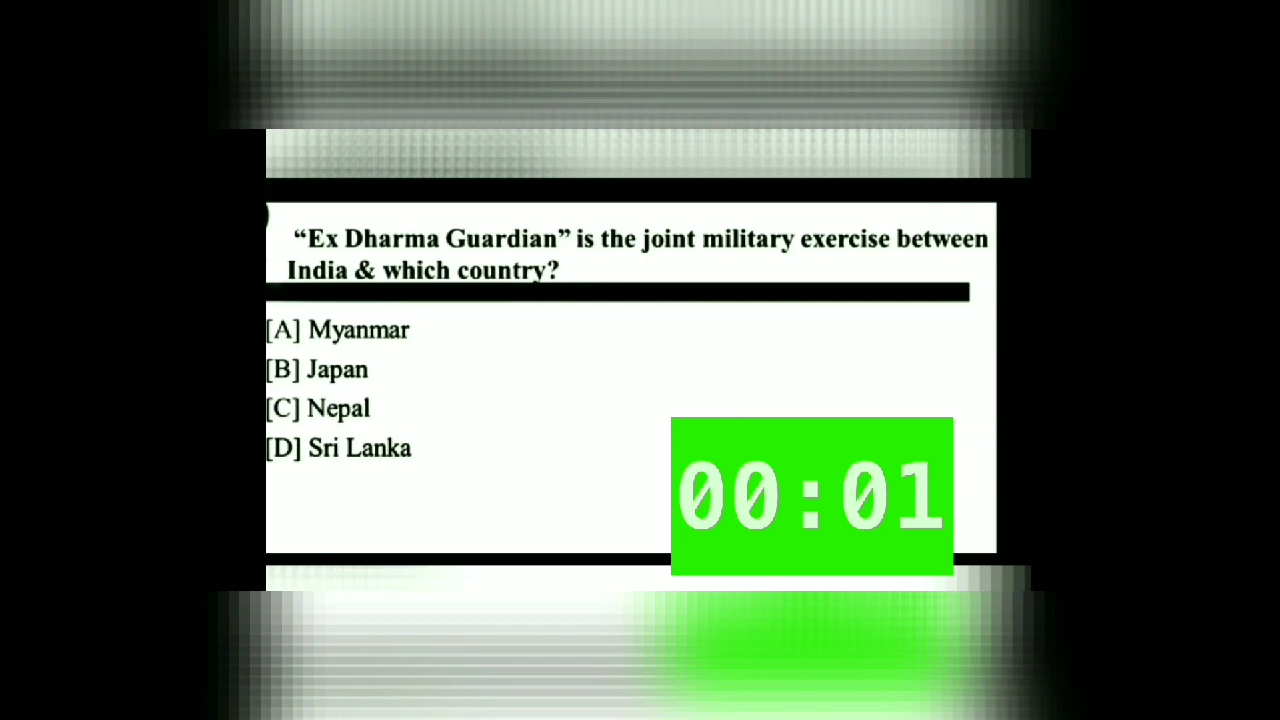 “Ex Dharma Guardian” is the joint military exercise between
India & which country?
[A] Myanmar
[B] Japan
[C] Nepal
[D] Sri Lanka
00:01